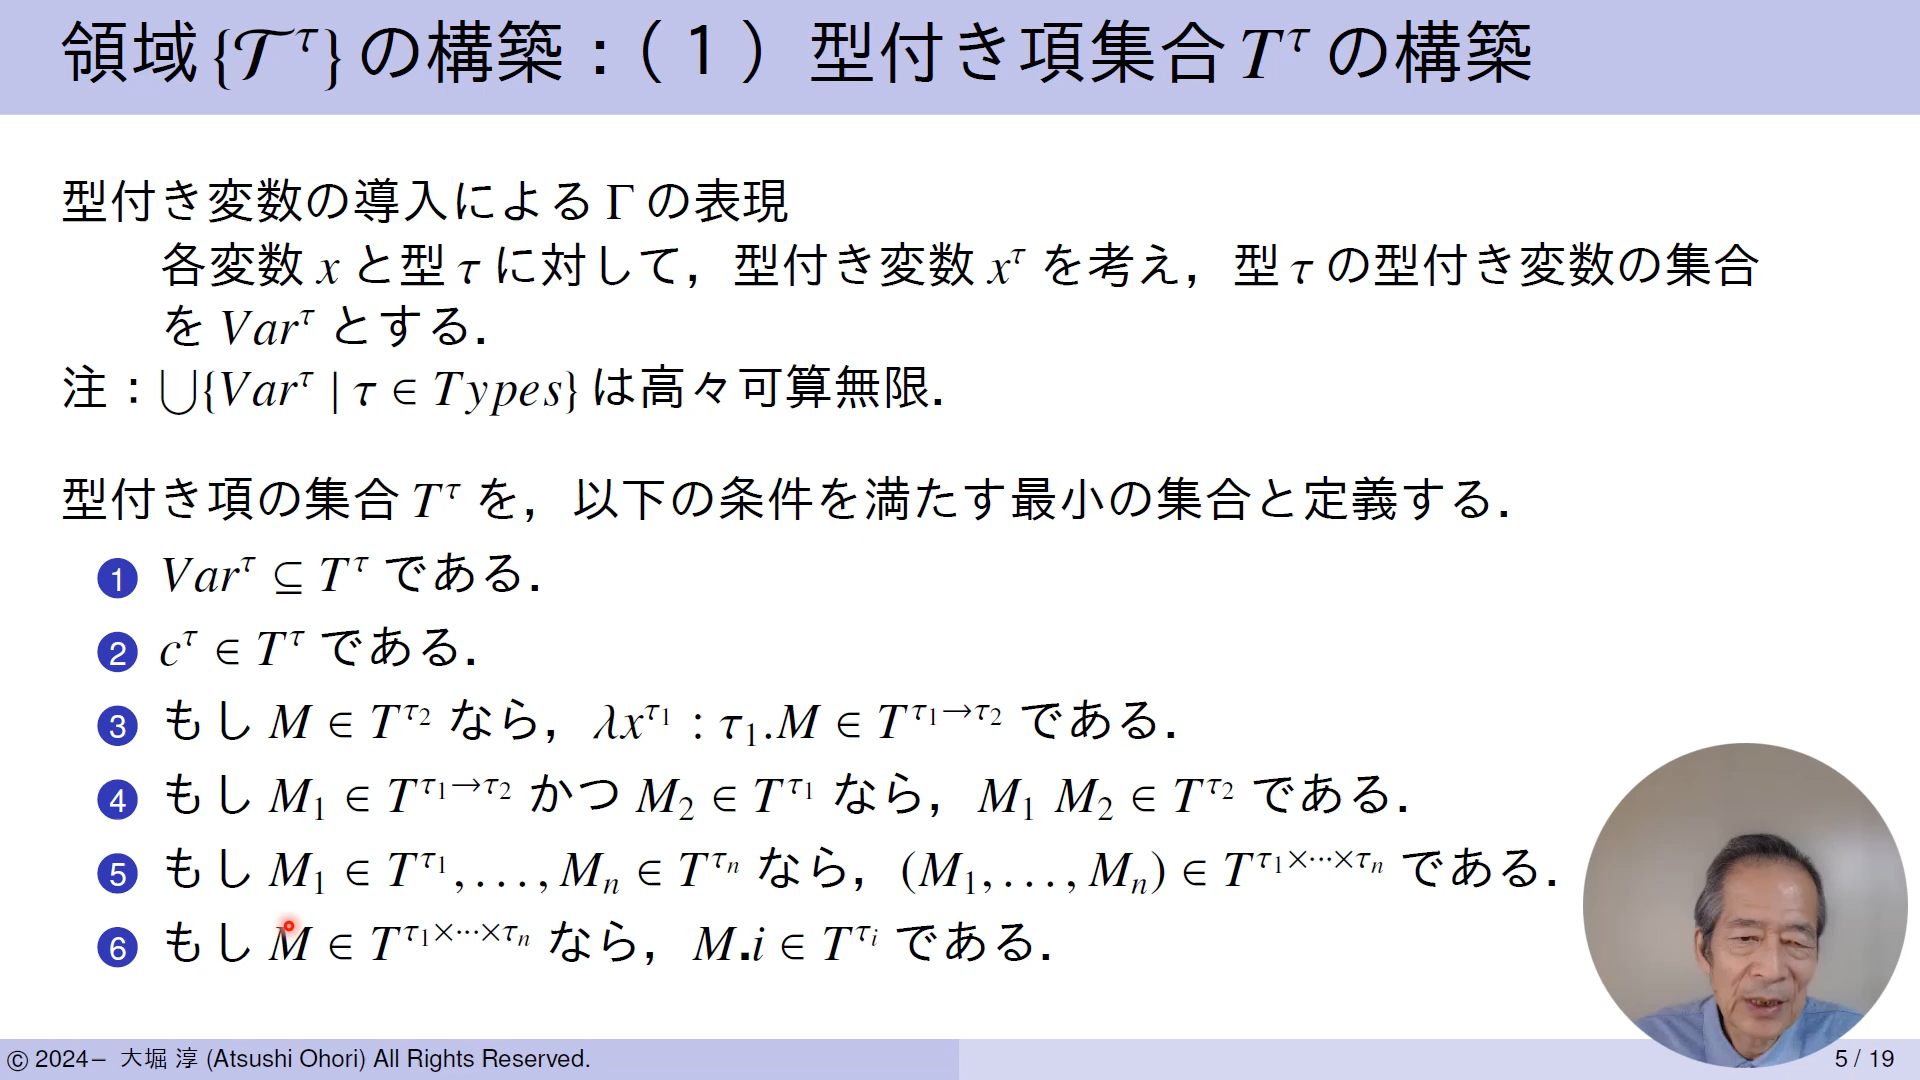 領域 {𝒯^τ} の構築：（１）型付き項集合 T^τ の構築
型付き変数の導入による Γ の表現
各変数 x と型 τ に対して，型付き変数 x^τ を考え，型 τ の型付き変数の集合
を Var^τ とする．
注：⋃{Var^τ | τ ∈ Types} は高々可算無限．
型付き項の集合 T^τ を，以下の条件を満たす最小の集合と定義する．
1 Var^τ ⊆ T^τ である．
2 c^τ ∈ T^τ である．
3 もし M ∈ T^{τ₂} なら，λx^{τ₁} : τ₁.M ∈ T^{τ₁→τ₂} である．
4 もし M₁ ∈ T^{τ₁→τ₂} かつ M₂ ∈ T^{τ₁} なら，M₁ M₂ ∈ T^{τ₂} である．
5 もし M₁ ∈ T^{τ₁},...,Mₙ ∈ T^{τₙ} なら，(M₁,...,Mₙ) ∈ T^{τ₁×···×τₙ} である．
6 もし M ∈ T^{τ₁×···×τₙ} なら，M.i ∈ T^{τᵢ} である．
© 2024− 大堀 淳 (Atsushi Ohori) All Rights Reserved.
5 / 19